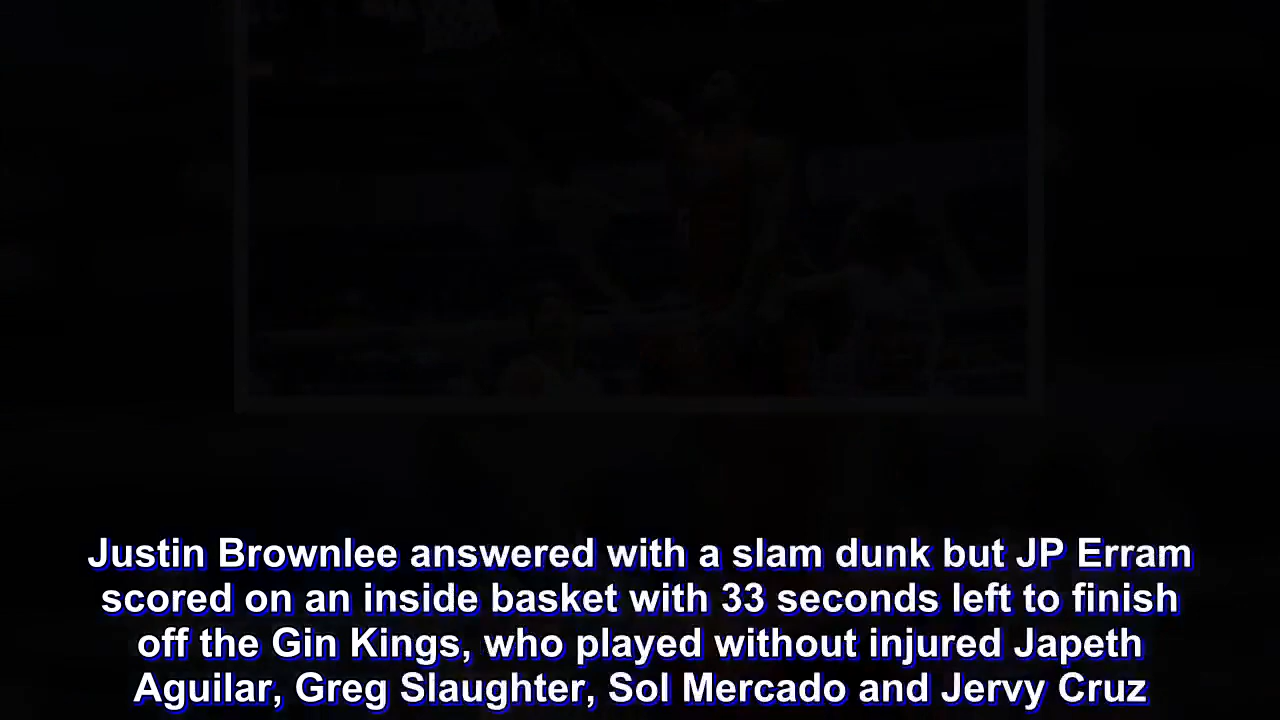 Justin Brownlee answered with a slam dunk but JP Erram
scored on an inside basket with 33 seconds left to finish
off the Gin Kings, who played without injured Japeth
Aguilar, Greg Slaughter, Sol Mercado and Jervy Cruz